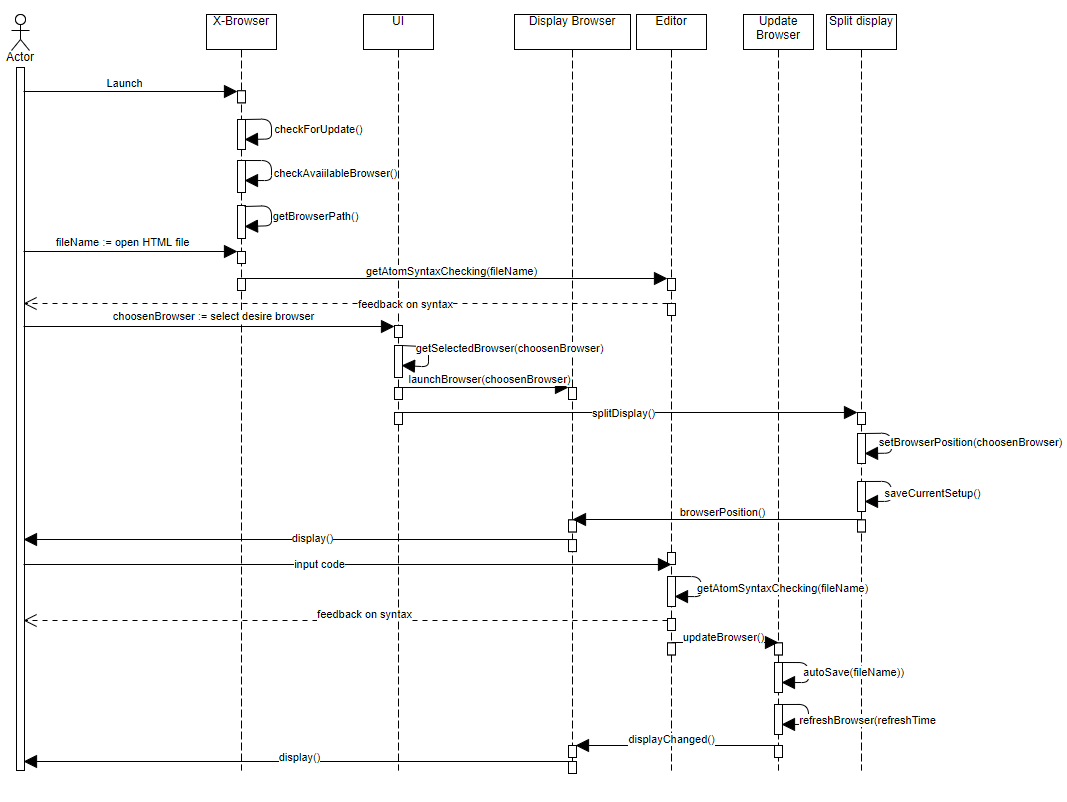 X-Browser
UI
Display Browser
Editor
Update
Browser
Split display
Actor
Launch
checkForUpdate()
checkAvaiilableBrowser()
getBrowserPath()
fileName := open HTML file
getAtomSyntaxChecking(fileName)
feedback on syntax
choosenBrowser := select desire browser
getSelectedBrowser(choosenBrowser)
launchBrowser(choosenBrowser)
splitDisplay()
setBrowserPosition(choosenBrowser)
saveCurrentSetup()
browserPosition()
display()
input code
getAtomSyntaxChecking(fileName)
feedback on syntax
updateBrowser()
autoSave(fileName))
refreshBrowser(refreshTime
displayChanged()
display()